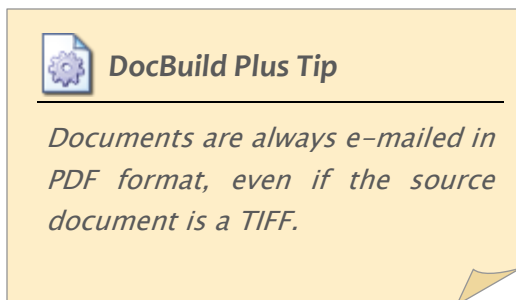 DocBuild Plus Tip
Documents are always e-mailed in
PDF format, even if the source
document is a TIFF.